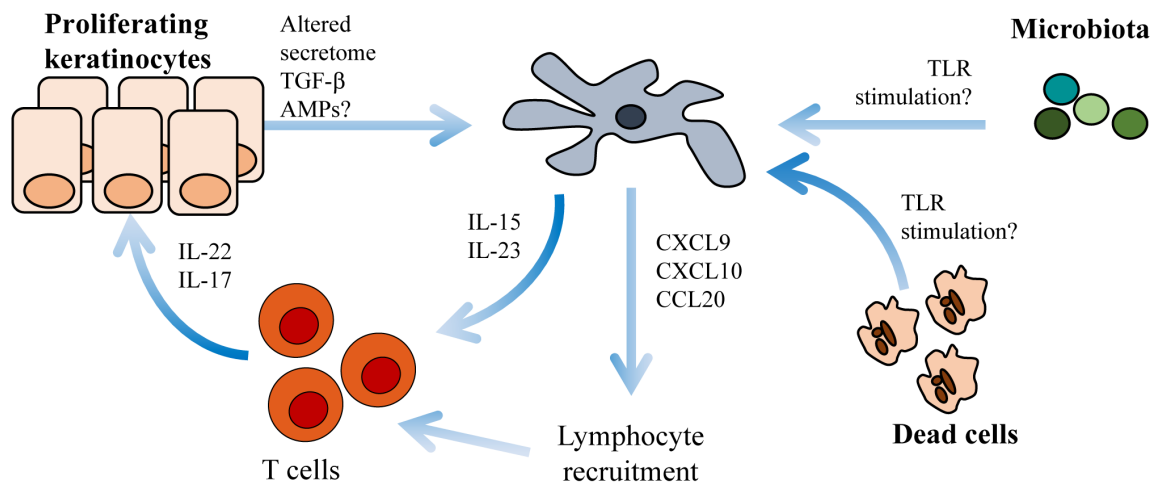 Proliferating
keratinocytes
Altered
secretome
TGF-β
AMPs?
Microbiota
TLR
stimulation?
TLR
stimulation?
IL-22
IL-17
IL-15
IL-23
CXCL9
CXCL10
CCL20
Dead cells
Lymphocyte
recruitment
T cells